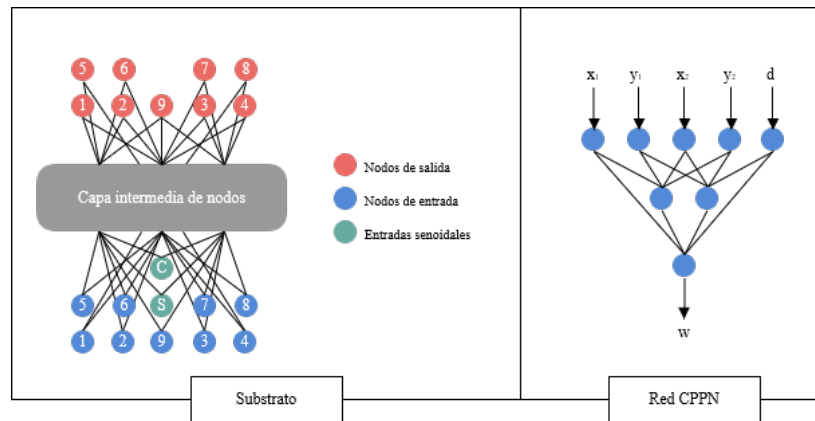 5 6 7 8
1 2 9 3 4
Capa intermedia de nodos
C
5 6 S 7 8
1 2 9 3 4
Nodos de salida
Nodos de entrada
Entradas senoidales
Substrato
x₁ y₁ x₂ y₂ d
w
Red CPPN